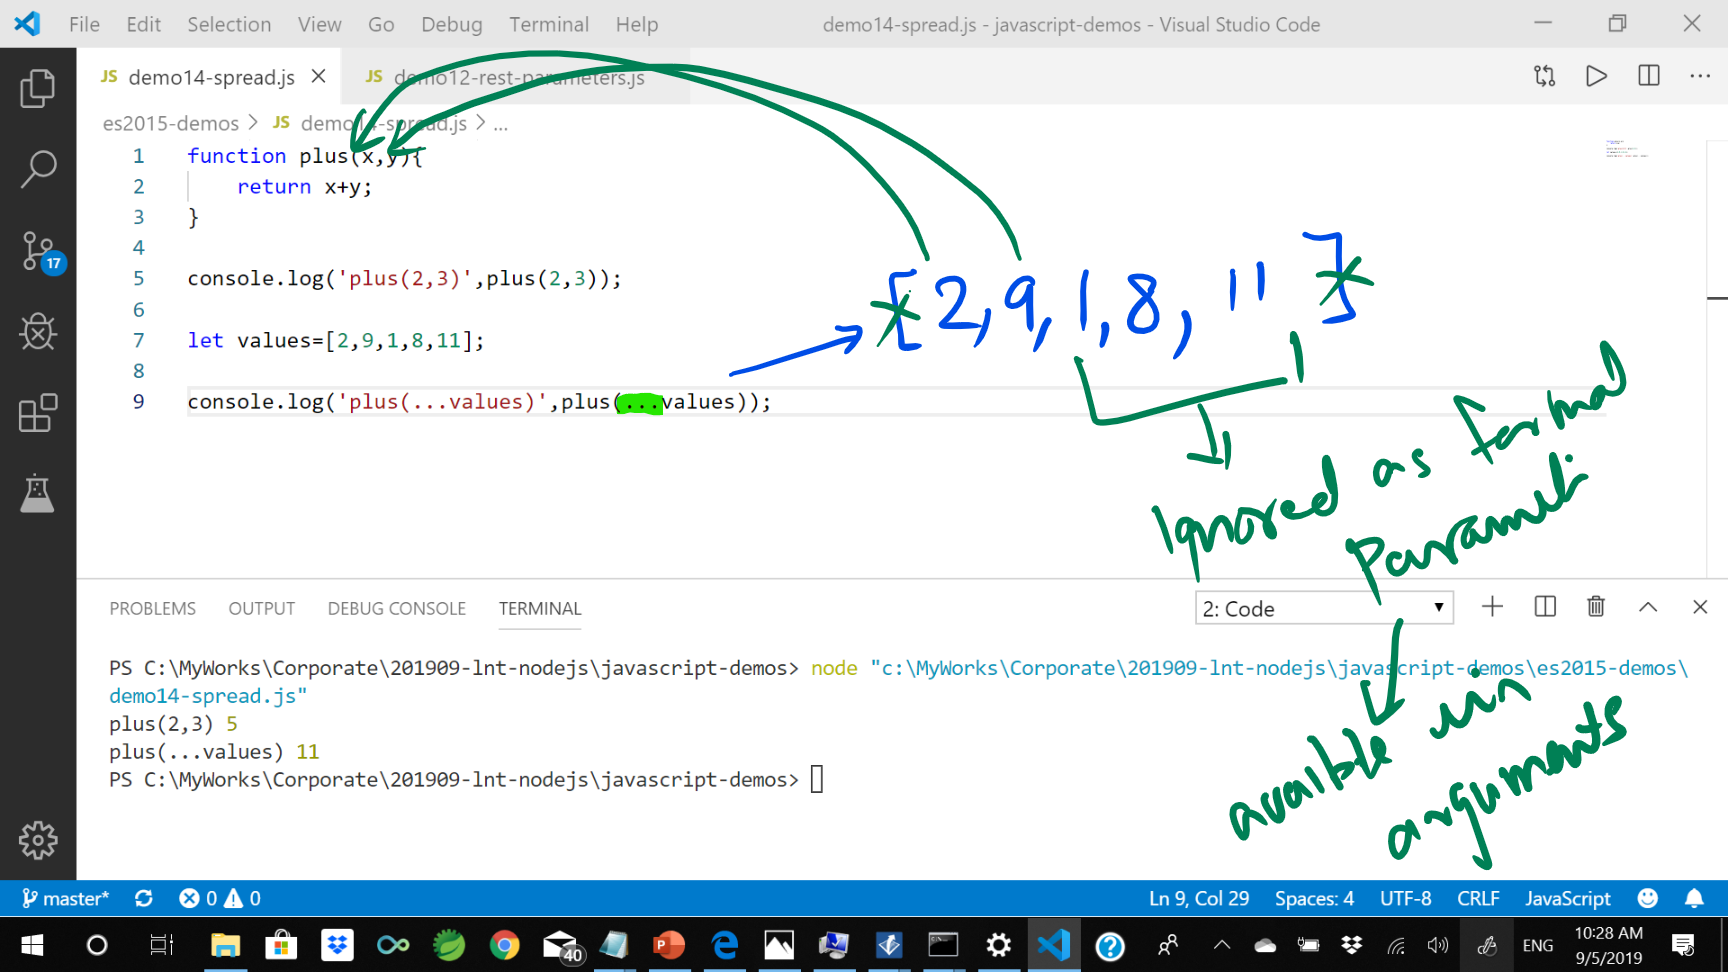 File Edit Selection View Go Debug Terminal Help demo14-spread.js - javascript-demos - Visual Studio Code
JS demo14-spread.js JS demo12-rest-parameters.js
es2015-demos > JS demo14-spread.js > ...
1 function plus(x,y){
2 return x+y;
3 }
4
5 console.log('plus(2,3)',plus(2,3));
6
7 let values=[2,9,1,8,11];
8
9 console.log('plus(...values)',plus(...values));
[2,9,1,8,11]
Ignored as formal
Paramet
available in
arguments
17
PROBLEMS OUTPUT DEBUG CONSOLE TERMINAL 2: Code
PS C:\MyWorks\Corporate\201909-lnt-nodejs\javascript-demos> node "c:\MyWorks\Corporate\201909-lnt-nodejs\javascript-demos\es2015-demos\
demo14-spread.js"
plus(2,3) 5
plus(...values) 11
PS C:\MyWorks\Corporate\201909-lnt-nodejs\javascript-demos>
master* 0 0 Ln 9, Col 29 Spaces: 4 UTF-8 CRLF JavaScript
40 ENG 10:28 AM
9/5/2019